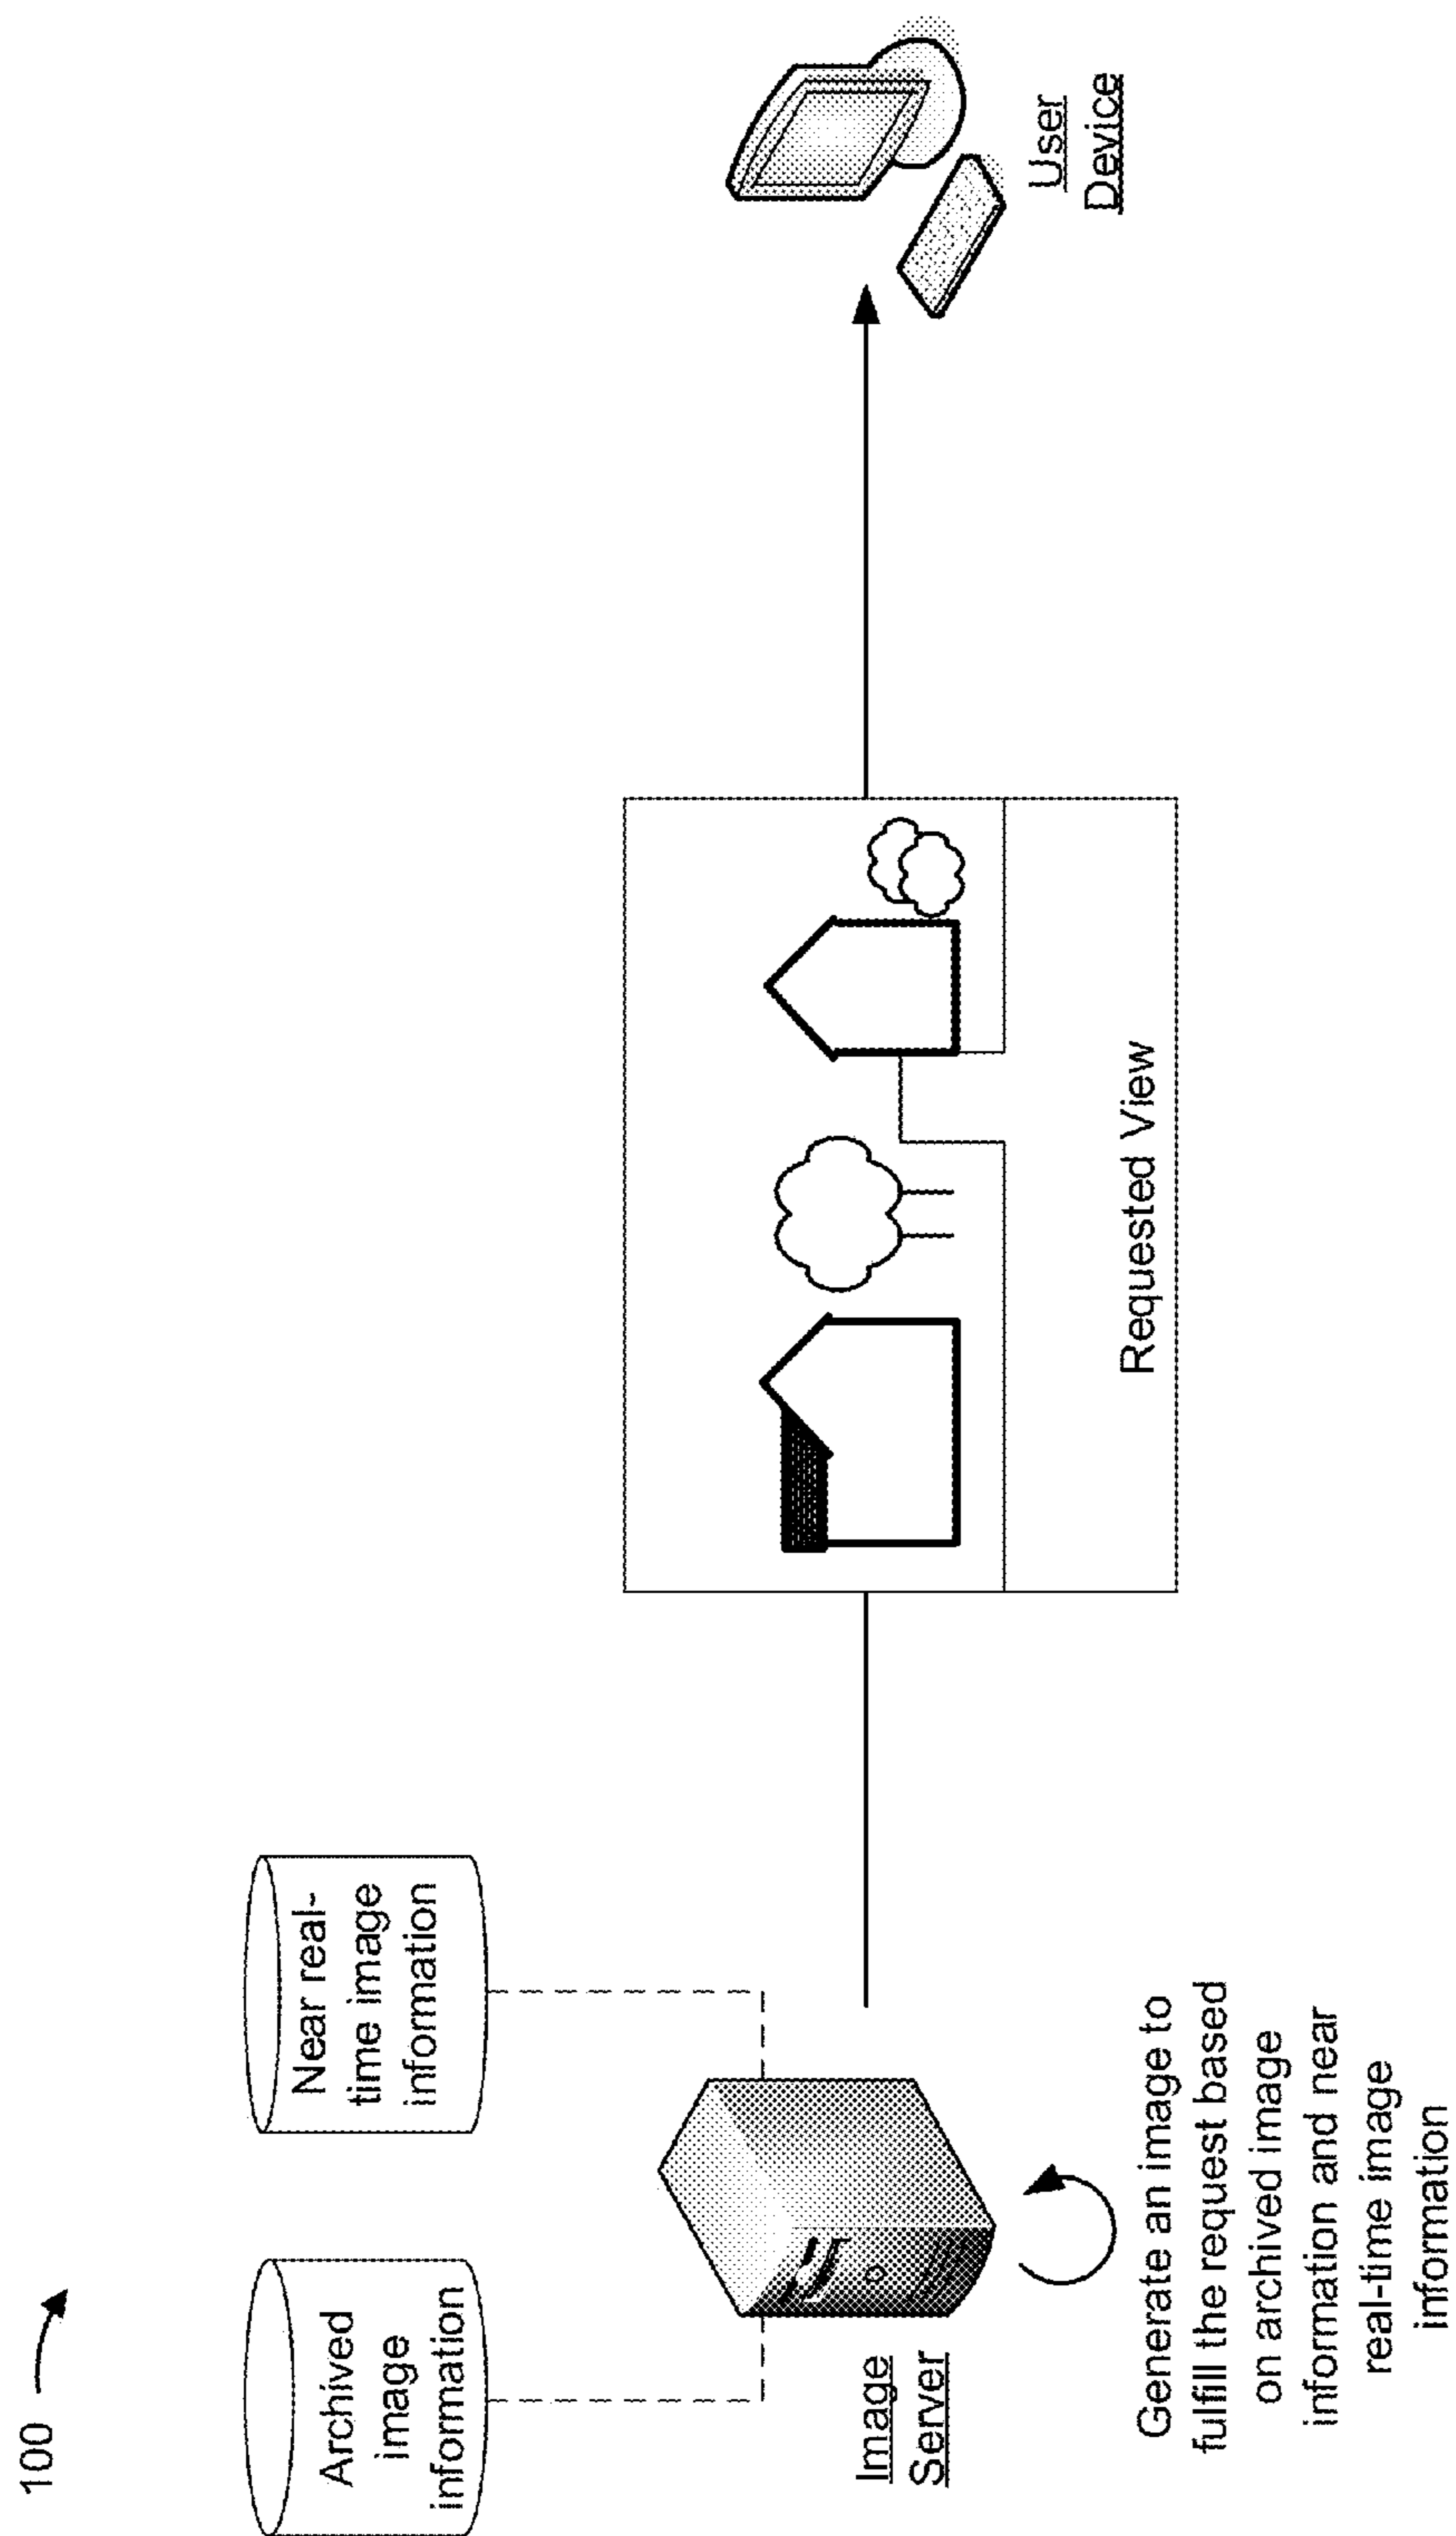 100
Archived
image
information
Near real-
time image
information
Image
Server
Generate an image to
fulfill the request based
on archived image
information and near
real-time image
information
Requested View
User
Device